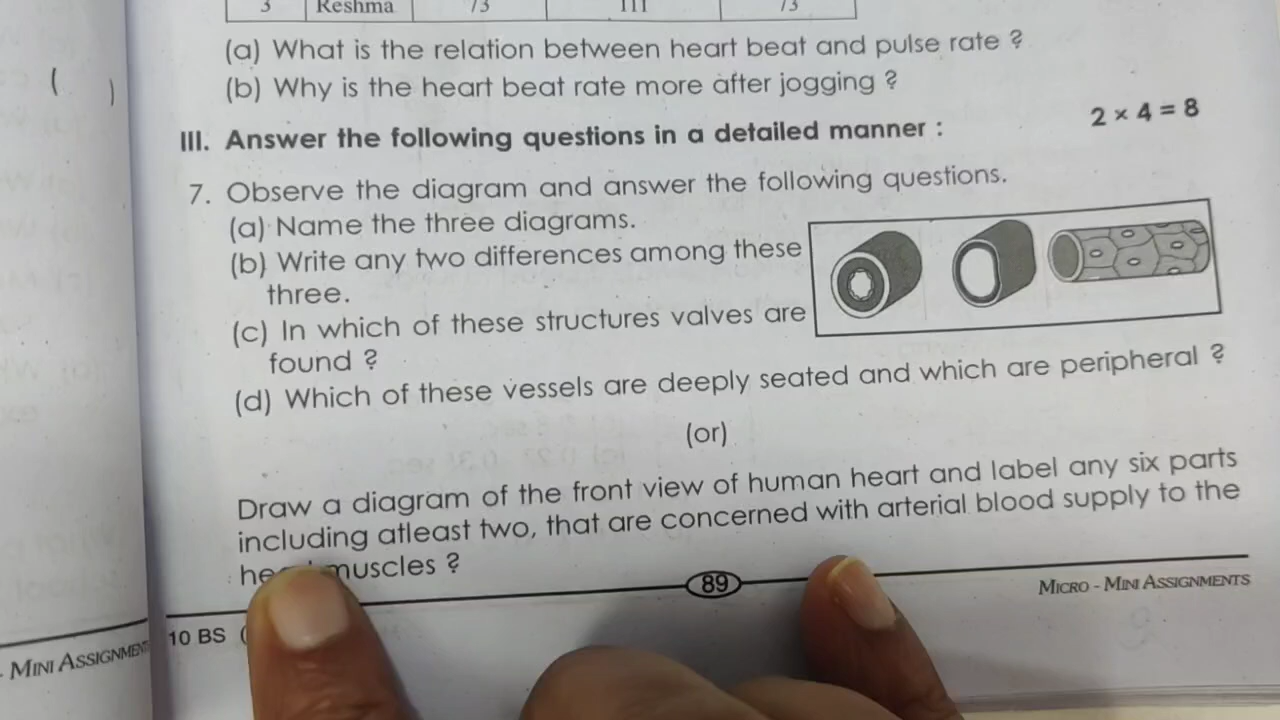 3 Reshma 73 111 73
(a) What is the relation between heart beat and pulse rate ?
(b) Why is the heart beat rate more after jogging ?
III. Answer the following questions in a detailed manner : 2 × 4 = 8
7. Observe the diagram and answer the following questions.
(a) Name the three diagrams.
(b) Write any two differences among these
three.
(c) In which of these structures valves are
found ?
(d) Which of these vessels are deeply seated and which are peripheral ?
(or)
Draw a diagram of the front view of human heart and label any six parts
including atleast two, that are concerned with arterial blood supply to the
muscles ?
89
MICRO - MINI ASSIGNMENTS
10 BS (
- MINI ASSIGNMENT